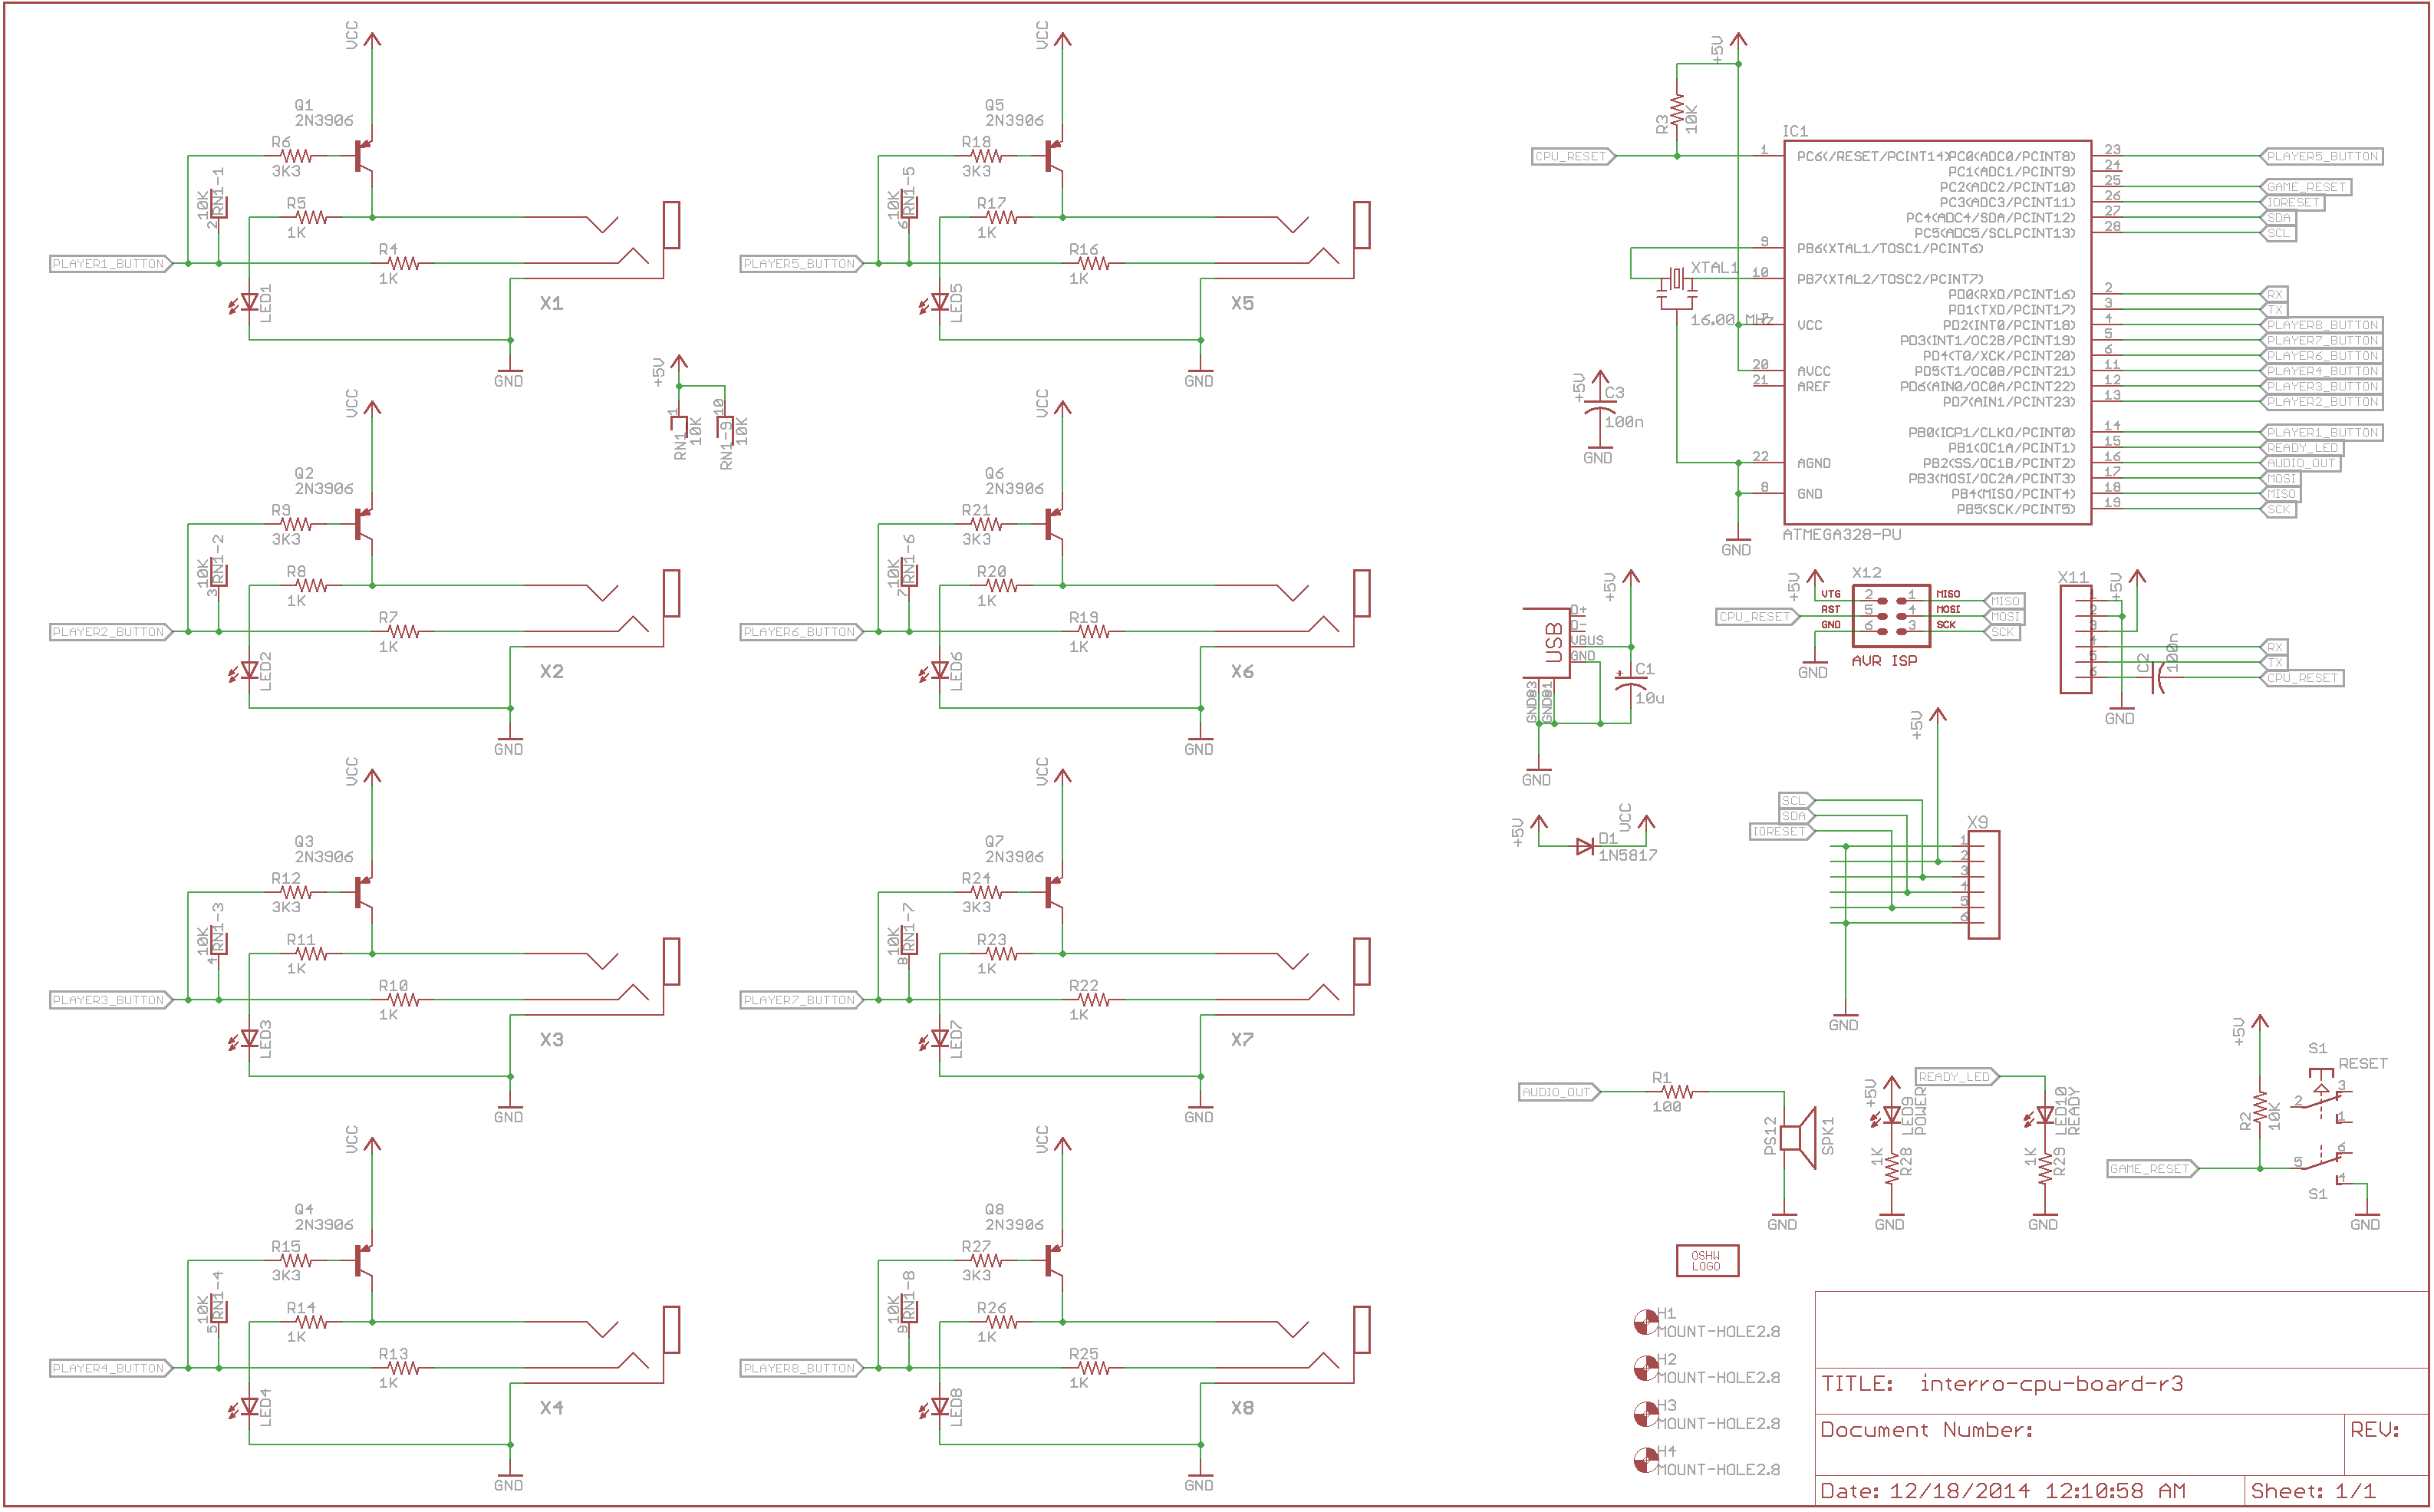 VCC
Q1
2N3906
R6
3K3
10K
RN1-1
2
R5
1K
R4
1K
PLAYER1_BUTTON
LED1
X1
GND
VCC
Q5
2N3906
R18
3K3
10K
RN1-5
6
R17
1K
R16
1K
PLAYER5_BUTTON
LED5
X5
GND
+5V
1
RN1
10K
10
RN1-9
10K
VCC
Q2
2N3906
R9
3K3
10K
RN1-2
3
R8
1K
R7
1K
PLAYER2_BUTTON
LED2
X2
GND
VCC
Q6
2N3906
R21
3K3
10K
RN1-6
7
R20
1K
R19
1K
PLAYER6_BUTTON
LED6
X6
GND
VCC
Q3
2N3906
R12
3K3
10K
RN1-3
4
R11
1K
R10
1K
PLAYER3_BUTTON
LED3
X3
GND
VCC
Q7
2N3906
R24
3K3
10K
RN1-7
8
R23
1K
R22
1K
PLAYER7_BUTTON
LED7
X7
GND
VCC
Q4
2N3906
R15
3K3
10K
RN1-4
5
R14
1K
R13
1K
PLAYER4_BUTTON
LED4
X4
GND
VCC
Q8
2N3906
R27
3K3
10K
RN1-8
9
R26
1K
R25
1K
PLAYER8_BUTTON
LED8
X8
GND
+5V
R3
10K
CPU_RESET
IC1
1 PC6(/RESET/PCINT14)
PC0(ADC0/PCINT8) 23 PLAYER5_BUTTON
PC1(ADC1/PCINT9) 24
PC2(ADC2/PCINT10) 25 GAME_RESET
PC3(ADC3/PCINT11) 26 IORESET
PC4(ADC4/SDA/PCINT12) 27 SDA
PC5(ADC5/SCLPCINT13) 28 SCL
9 PB6(XTAL1/TOSC1/PCINT6)
XTAL1
16.00 MHz
10 PB7(XTAL2/TOSC2/PCINT7)
PD0(RXD/PCINT16) 2 RX
PD1(TXD/PCINT17) 3 TX
7 VCC
PD2(INT0/PCINT18) 4 PLAYER8_BUTTON
PD3(INT1/OC2B/PCINT19) 5 PLAYER7_BUTTON
PD4(T0/XCK/PCINT20) 6 PLAYER6_BUTTON
20 AVCC
PD5(T1/OC0B/PCINT21) 11 PLAYER4_BUTTON
21 AREF
PD6(AIN0/OC0A/PCINT22) 12 PLAYER3_BUTTON
PD7(AIN1/PCINT23) 13 PLAYER2_BUTTON
PB0(ICP1/CLKO/PCINT0) 14 PLAYER1_BUTTON
PB1(OC1A/PCINT1) 15 READY_LED
22 AGND
PB2(SS/OC1B/PCINT2) 16 AUDIO_OUT
PB3(MOSI/OC2A/PCINT3) 17 MOSI
8 GND
PB4(MISO/PCINT4) 18 MISO
PB5(SCK/PCINT5) 19 SCK
ATMEGA328-PU
GND
+5V
C3
100n
GND
+5V
USB
D+
D-
VBUS
GND
GND@3
GND@1
C1
+
10u
GND
+5V
X12
VTG 2 1 MISO MISO
CPU_RESET RST 5 4 MOSI MOSI
GND 6 3 SCK SCK
AVR ISP
GND
X11
+5V
1
2
3
4 RX
5 TX
6 CPU_RESET
C2
100n
GND
+5V
D1
1N5817
VCC
+5V
SCL
SDA
IORESET
X9
1
2
3
4
5
6
GND
AUDIO_OUT
R1
100
PS12
SPK1
GND
+5V
LED9
POWER
1K
R28
GND
READY_LED
LED10
READY
1K
R29
GND
+5V
R2
10K
GAME_RESET
S1
RESET
3
2
1
6
5
4
S1
GND
OSHW
LOGO
H1
MOUNT-HOLE2.8
H2
MOUNT-HOLE2.8
H3
MOUNT-HOLE2.8
H4
MOUNT-HOLE2.8
TITLE: interro-cpu-board-r3
Document Number:
REV:
Date: 12/18/2014 12:10:58 AM
Sheet: 1/1